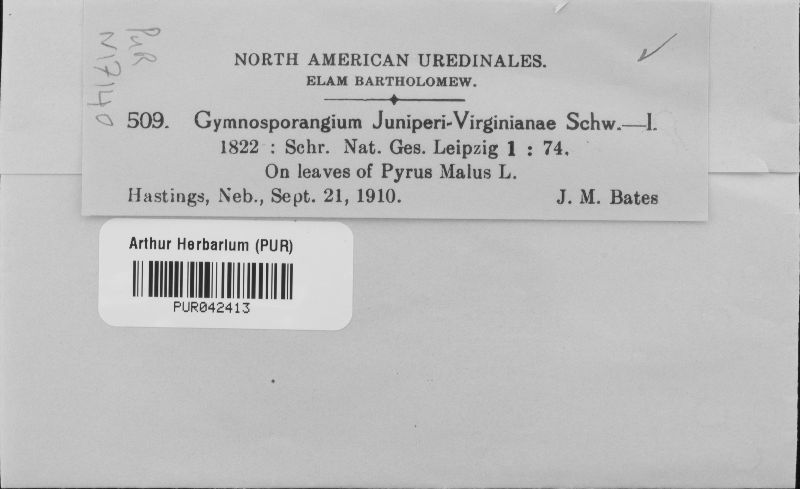 PUR
N17140
NORTH AMERICAN UREDINALES.
ELAM BARTHOLOMEW.
509. Gymnosporangium Juniperi-Virginianae Schw.—I.
1822 : Schr. Nat. Ges. Leipzig 1 : 74.
On leaves of Pyrus Malus L.
Hastings, Neb., Sept. 21, 1910. J. M. Bates
Arthur Herbarium (PUR)
PUR042413